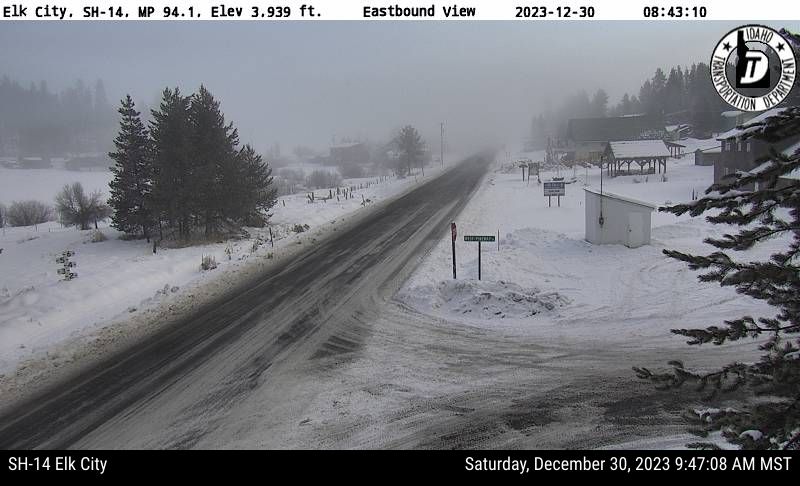 Elk City, SH-14, MP 94.1, Elev 3,939 ft. Eastbound View 2023-12-30 08:43:10
IDAHO
TRANSPORTATION DEPARTMENT
SH-14 Elk City
Saturday, December 30, 2023 9:47:08 AM MST